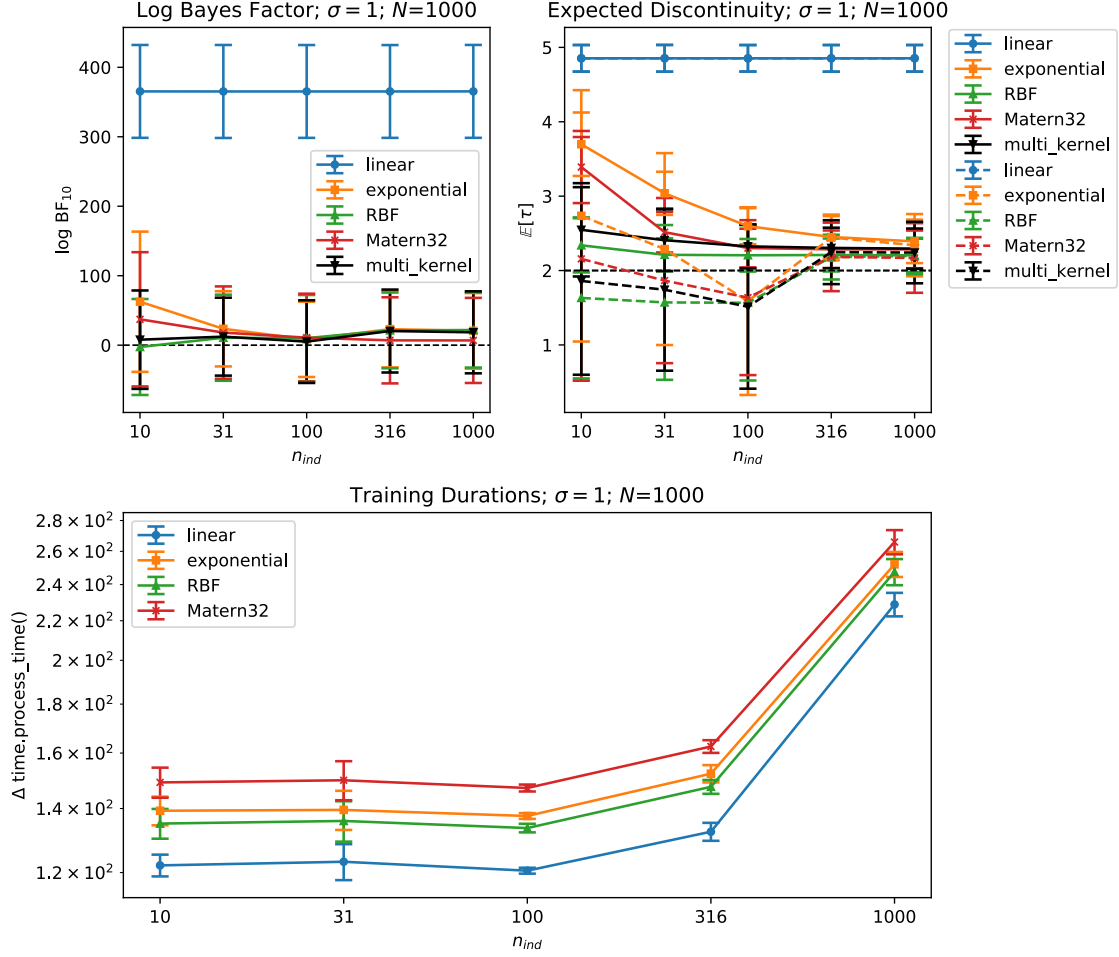 Log Bayes Factor; σ = 1; N=1000
log BF₁₀
400
300
200
100
0
linear
exponential
RBF
Matern32
multi_kernel
10 31 100 316 1000
n_ind
Expected Discontinuity; σ = 1; N=1000
𝔼[τ]
5
4
3
2
1
10 31 100 316 1000
n_ind
linear
exponential
RBF
Matern32
multi_kernel
linear
exponential
RBF
Matern32
multi_kernel
Training Durations; σ = 1; N=1000
Δ time.process_time()
2.8 × 10²
2.6 × 10²
2.4 × 10²
2.2 × 10²
2 × 10²
1.6 × 10²
1.4 × 10²
1.2 × 10²
linear
exponential
RBF
Matern32
10 31 100 316 1000
n_ind